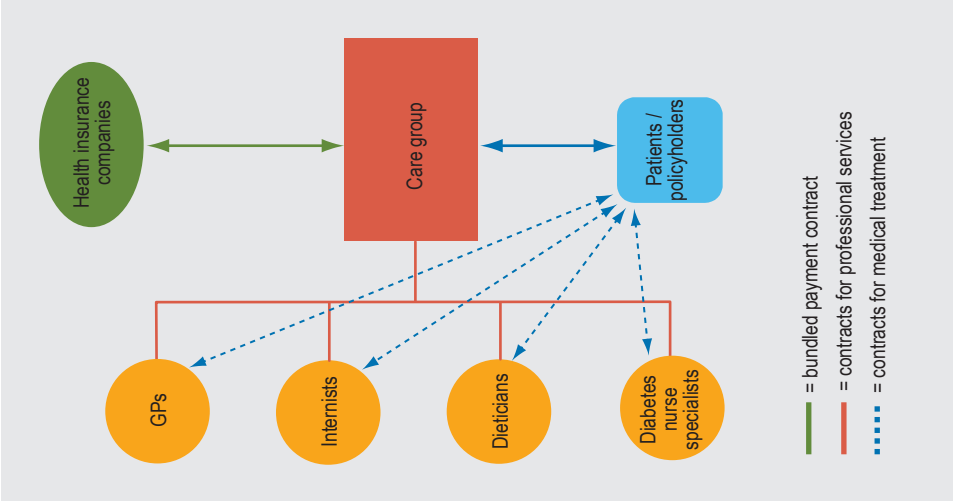 Health insurance
companies
Care group
Patients /
policyholders
GPs
Internists
Dieticians
Diabetes
nurse
specialists
= bundled payment contract
= contracts for professional services
= contracts for medical treatment